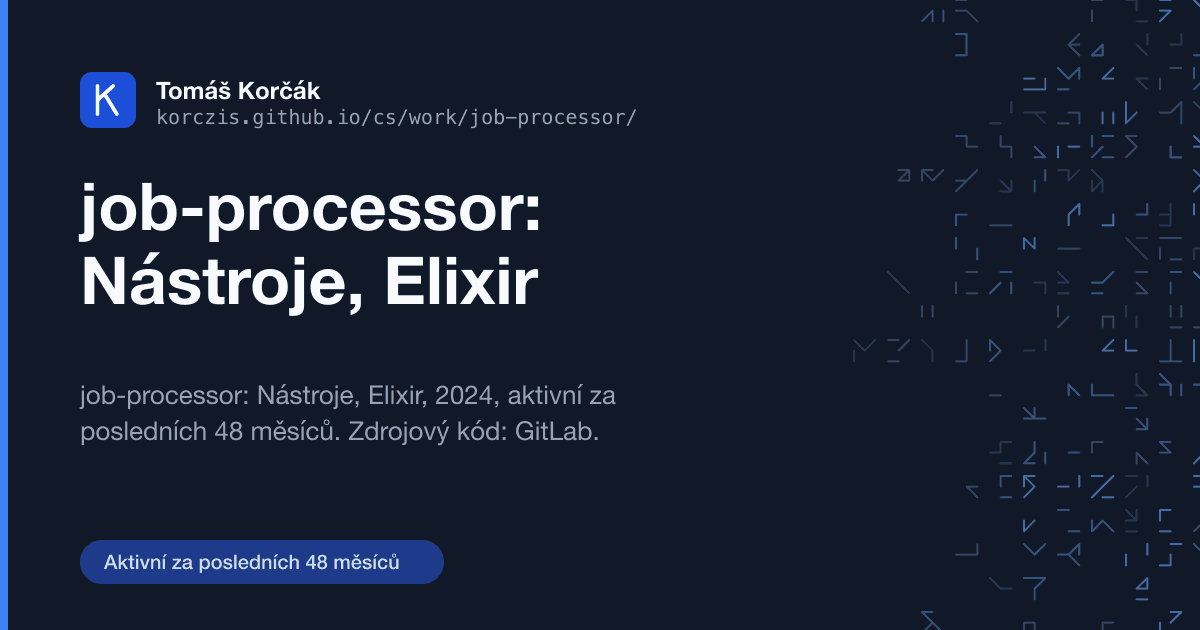 K
Tomáš Korčák
korczis.github.io/cs/work/job-processor/
job-processor:
Nástroje, Elixir
job-processor: Nástroje, Elixir, 2024, aktivní za
posledních 48 měsíců. Zdrojový kód: GitLab.
Aktivní za posledních 48 měsíců